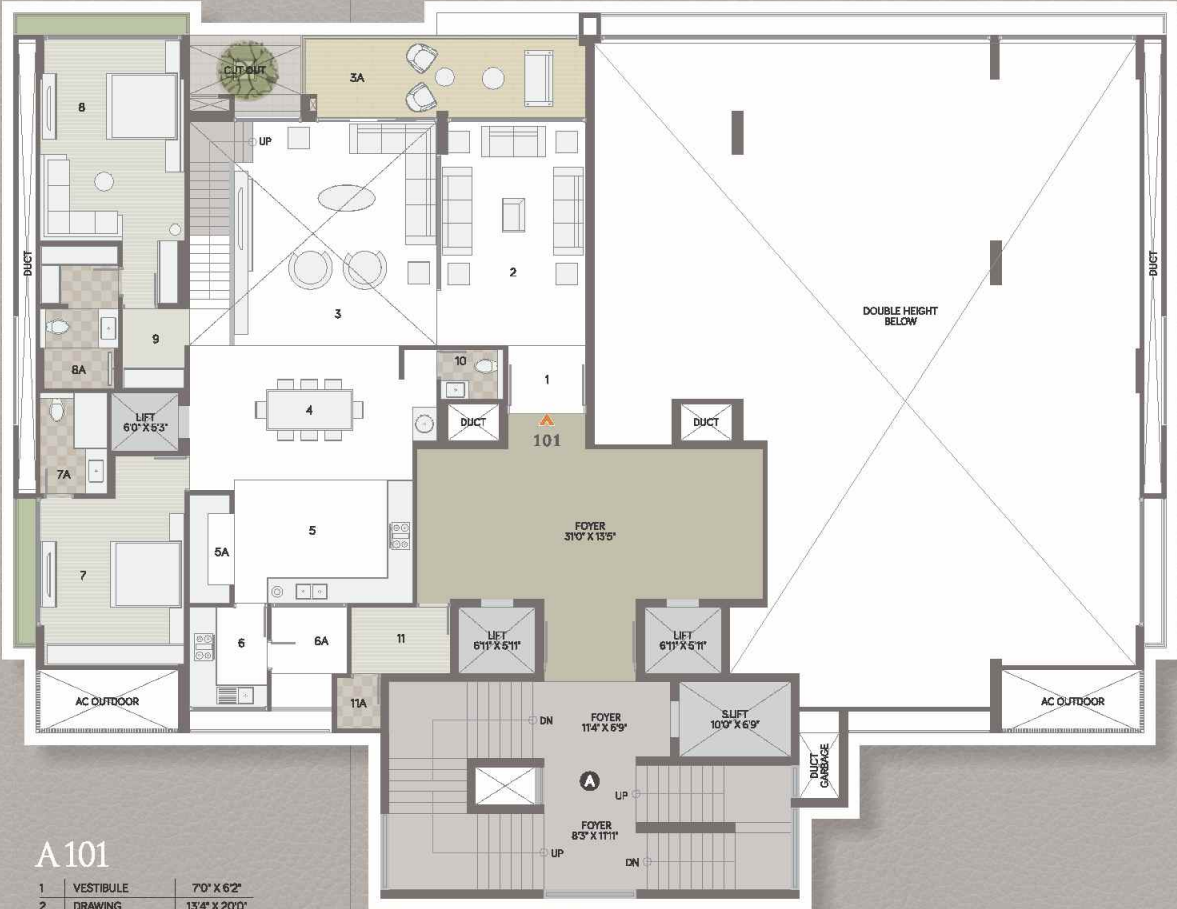 CUT OUT
3A
8
UP
DUCT
2
3
DOUBLE HEIGHT
BELOW
DUCT
9
10
8A
1
4
LIFT
6'0" X 5'3"
DUCT
DUCT
101
7A
5
FOYER
31'0" X 13'5"
5A
7
6
6A
11
LIFT
6'11" X 5'11"
LIFT
6'11" X 5'11"
AC OUTDOOR
11A
DN
FOYER
11'4" X 6'9"
S.LIFT
10'0" X 6'9"
AC OUTDOOR
DUCT
GARBAGE
A
UP
FOYER
8'3" X 11'11"
UP
DN
A 101
1 VESTIBULE 7'0" X 6'2"
2 DRAWING 13'4" X 20'0"